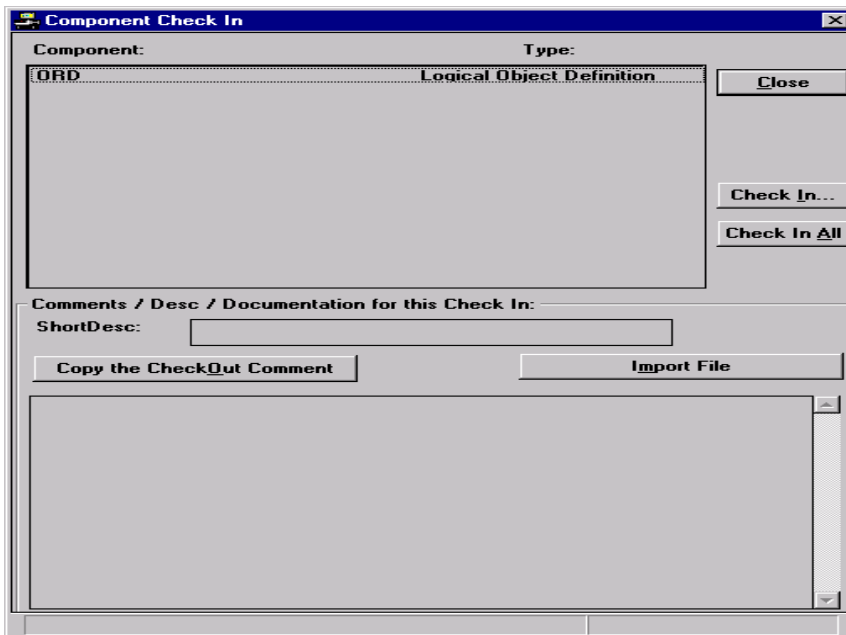 Component Check In
Component: Type:
ORD Logical Object Definition
Close
Check In...
Check In All
Comments / Desc / Documentation for this Check In:
ShortDesc:
Copy the CheckOut Comment Import File